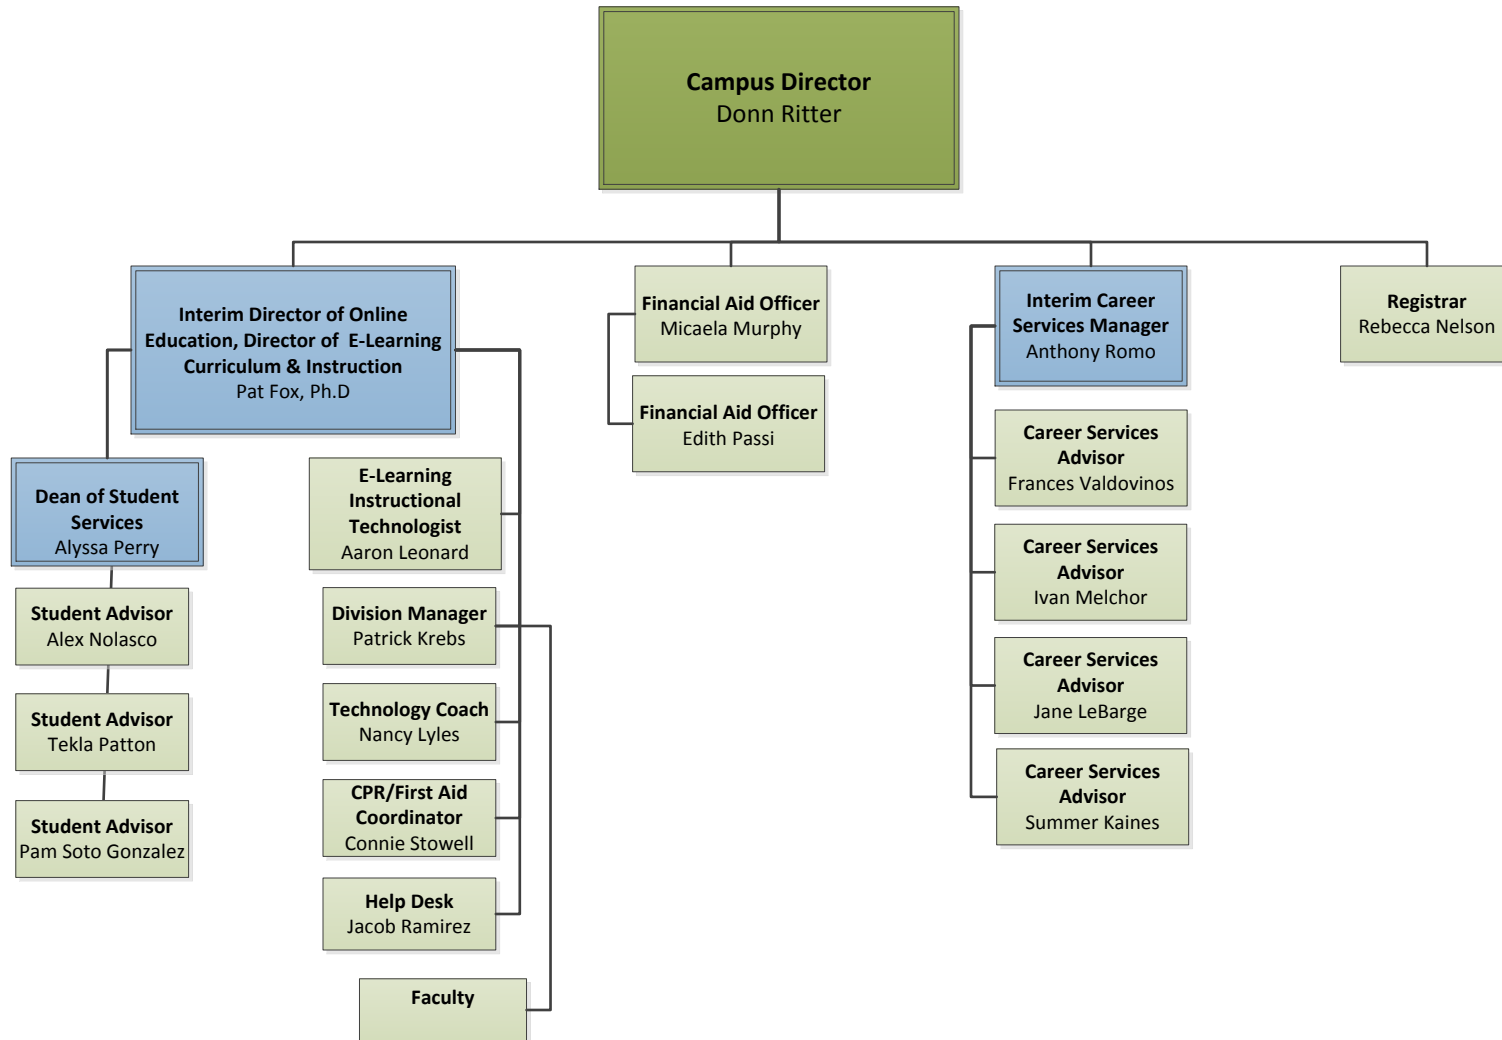 Campus Director
Donn Ritter
Interim Director of Online
Education, Director of  E-Learning
Curriculum & Instruction
Pat Fox, Ph.D
Financial Aid Officer
Micaela Murphy
Interim Career
Services Manager
Anthony Romo
Registrar
Rebecca Nelson
Financial Aid Officer
Edith Passi
Dean of Student
Services
Alyssa Perry
Student Advisor
Alex Nolasco
Student Advisor
Tekla Patton
Student Advisor
Pam Soto Gonzalez
E-Learning
Instructional
Technologist
Aaron Leonard
Division Manager
Patrick Krebs
Technology Coach
Nancy Lyles
CPR/First Aid
Coordinator
Connie Stowell
Help Desk
Jacob Ramirez
Faculty
Career Services
Advisor
Frances Valdovinos
Career Services
Advisor
Ivan Melchor
Career Services
Advisor
Jane LeBarge
Career Services
Advisor
Summer Kaines